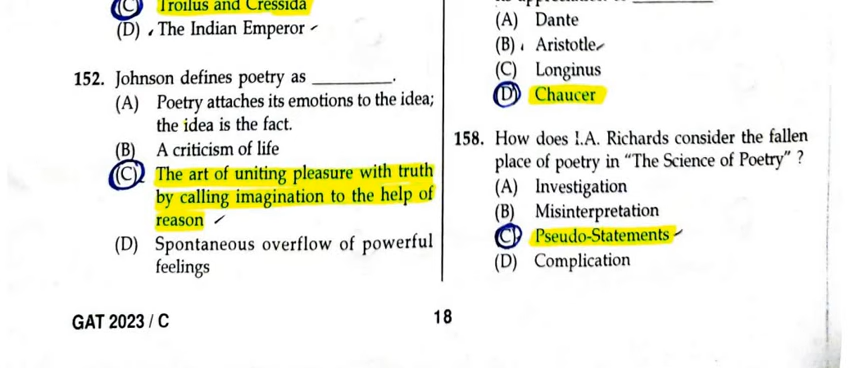 (C) Troilus and Cressida
(D) The Indian Emperor
152. Johnson defines poetry as ________.
(A) Poetry attaches its emotions to the idea;
the idea is the fact.
(B) A criticism of life
(C) The art of uniting pleasure with truth
by calling imagination to the help of
reason
(D) Spontaneous overflow of powerful
feelings
(A) Dante
(B) Aristotle
(C) Longinus
(D) Chaucer
158. How does I.A. Richards consider the fallen
place of poetry in “The Science of Poetry” ?
(A) Investigation
(B) Misinterpretation
(C) Pseudo-Statements
(D) Complication
GAT 2023 / C
18